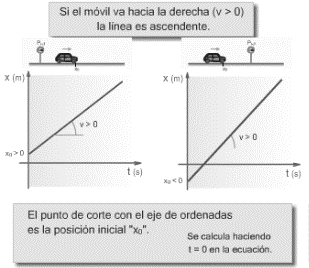 Si el móvil va hacia la derecha (v > 0)
la línea es ascendente.
x (m)
v > 0
x₀ > 0
t (s)
x (m)
v > 0
x₀ < 0
t (s)
El punto de corte con el eje de ordenadas
es la posición inicial "x₀".
Se calcula haciendo
t = 0 en la ecuación.